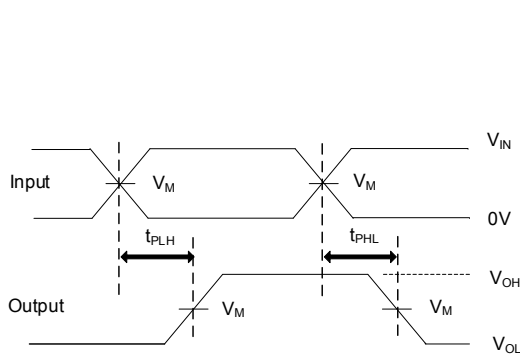 V_IN
Input V_M V_M
0V
t_PLH t_PHL
V_OH
Output V_M V_M
V_OL